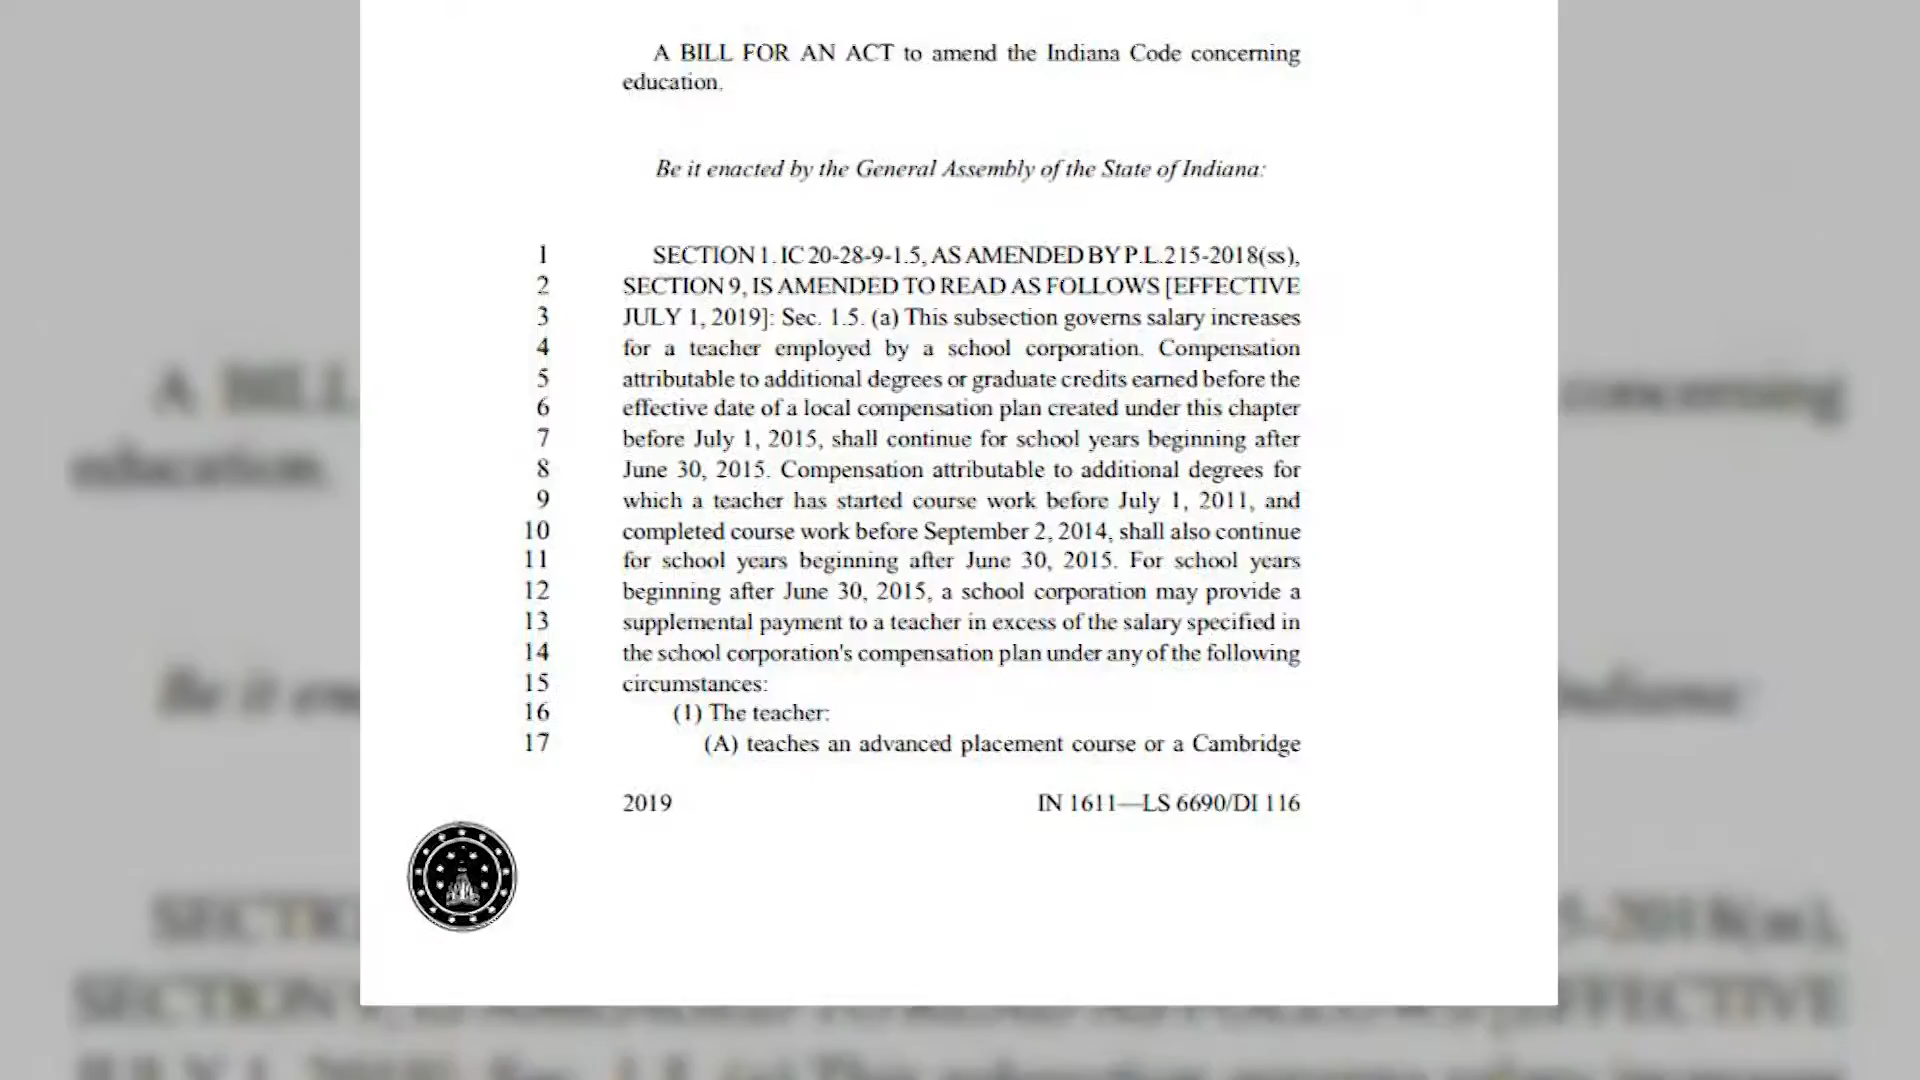 A BILL FOR AN ACT to amend the Indiana Code concerning
education.
Be it enacted by the General Assembly of the State of Indiana:
1 SECTION 1. IC 20-28-9-1.5, AS AMENDED BY P.L.215-2018(ss),
2 SECTION 9, IS AMENDED TO READ AS FOLLOWS [EFFECTIVE
3 JULY 1, 2019]: Sec. 1.5. (a) This subsection governs salary increases
4 for a teacher employed by a school corporation. Compensation
5 attributable to additional degrees or graduate credits earned before the
6 effective date of a local compensation plan created under this chapter
7 before July 1, 2015, shall continue for school years beginning after
8 June 30, 2015. Compensation attributable to additional degrees for
9 which a teacher has started course work before July 1, 2011, and
10 completed course work before September 2, 2014, shall also continue
11 for school years beginning after June 30, 2015. For school years
12 beginning after June 30, 2015, a school corporation may provide a
13 supplemental payment to a teacher in excess of the salary specified in
14 the school corporation's compensation plan under any of the following
15 circumstances:
16 (1) The teacher:
17 (A) teaches an advanced placement course or a Cambridge
2019 IN 1611—LS 6690/DI 116